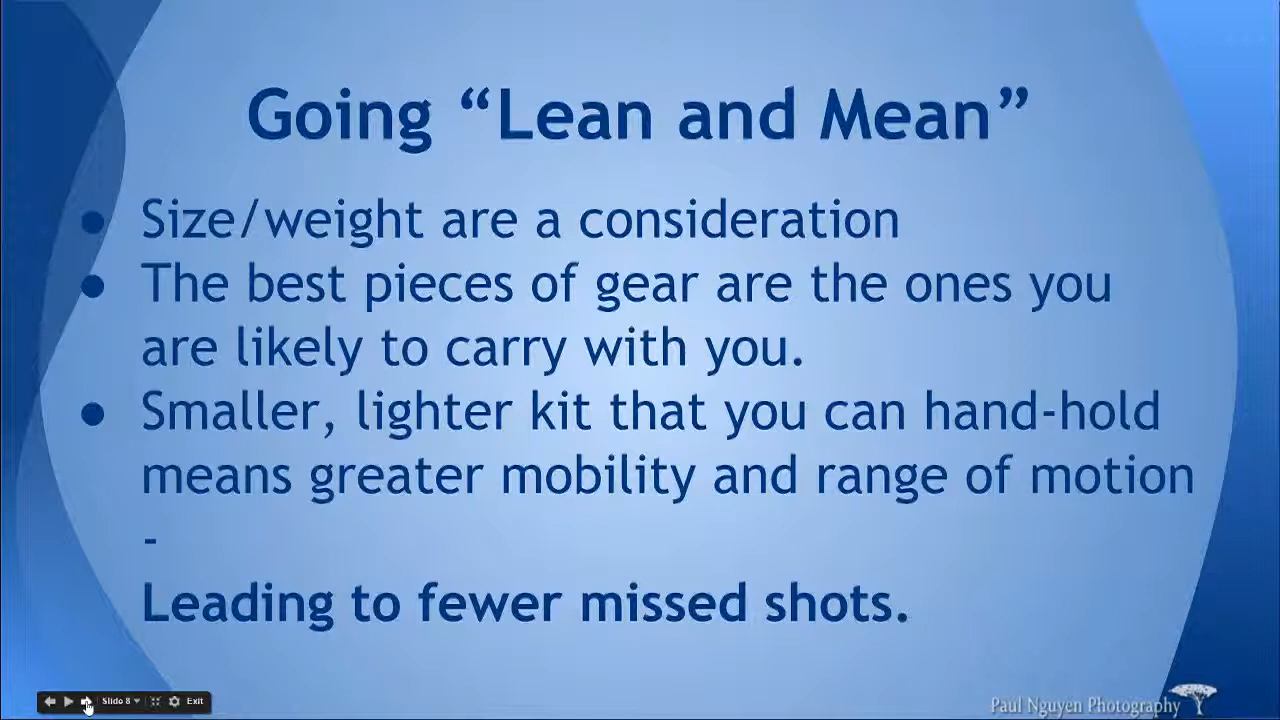 Going “Lean and Mean”
● Size/weight are a consideration
● The best pieces of gear are the ones you
are likely to carry with you.
● Smaller, lighter kit that you can hand-hold
means greater mobility and range of motion
-
Leading to fewer missed shots.
Slide 8
Exit
Paul Nguyen Photography